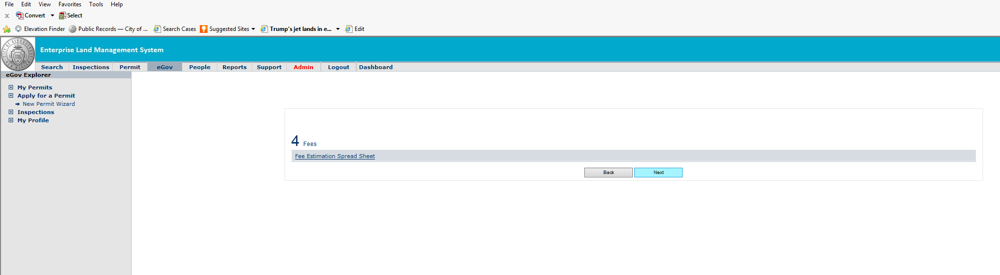 File Edit View Favorites Tools Help
x Convert Select
Elevation Finder Public Records — City of ... Search Cases Suggested Sites Trump's jet lands in e... Edit
Enterprise Land Management System
1706
Search Inspections Permit eGov People Reports Support Admin Logout Dashboard
eGov Explorer
My Permits
Apply for a Permit
New Permit Wizard
Inspections
My Profile
4 Fees
Fee Estimation Spread Sheet
Back Next